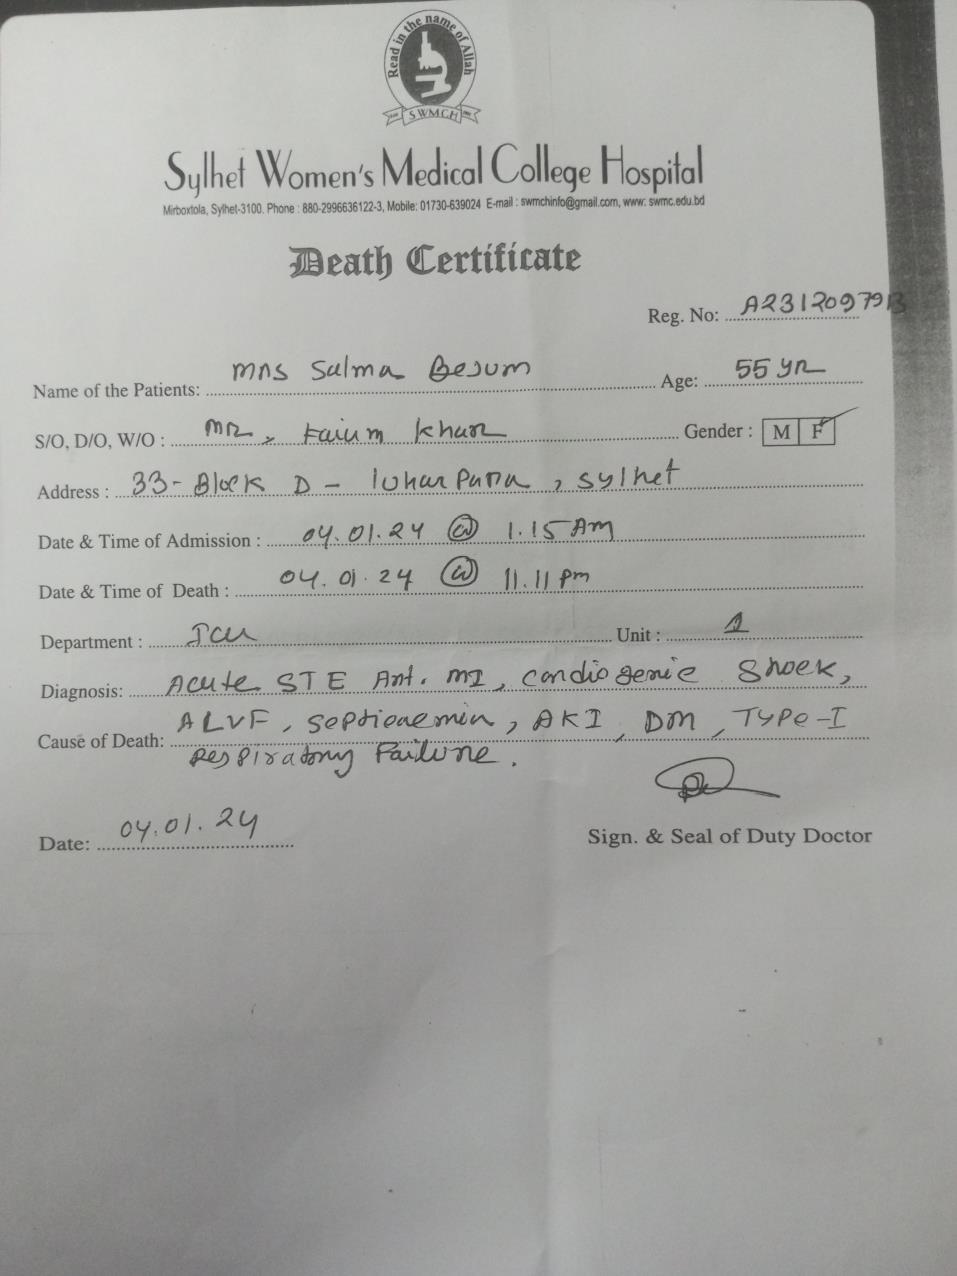 Read in the name of Allah
SWMCH
Sylhet Women's Medical College Hospital
Mirboxtola, Sylhet-3100. Phone : 880-2996636122-3, Mobile: 01730-639024 E-mail : swmchinfo@gmail.com, www. swmc.edu.bd
Death Certificate
Reg. No: A231209793
Name of the Patients: Mrs Salma Begum Age: 55 yr
S/O, D/O, W/O : Mr, Kaium Khan Gender : M F
Address : 33- Block D - luharpara, sylhet
Date & Time of Admission : 04.01.24 @ 1.15 Am
Date & Time of Death : 04.01.24 @ 11.11 pm
Department : Icu Unit : 1
Diagnosis: Acute STE Ant. MI, cardiogenic Shock,
Cause of Death: ALVF, septicaemia, AKI, DM, Type-I
Respiratory Failure.
Date: 04.01.24 Sign. & Seal of Duty Doctor